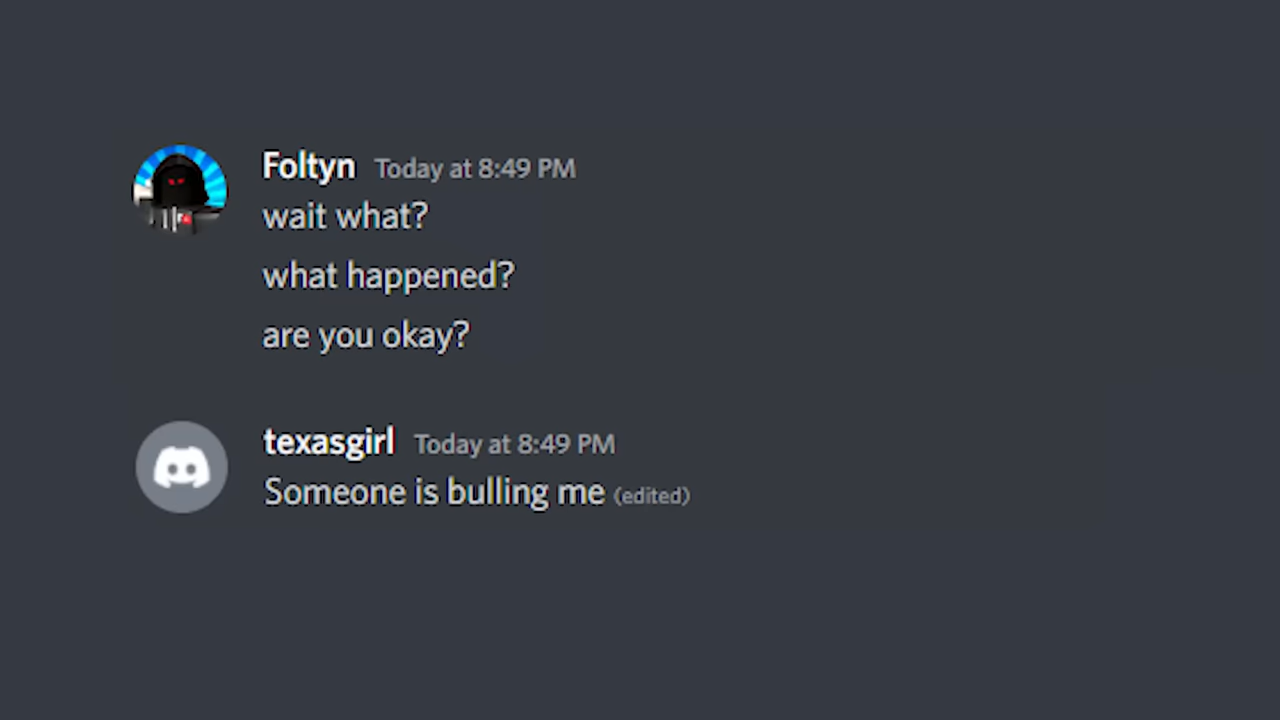 Foltyn Today at 8:49 PM
wait what?
what happened?
are you okay?
texasgirl Today at 8:49 PM
Someone is bulling me (edited)